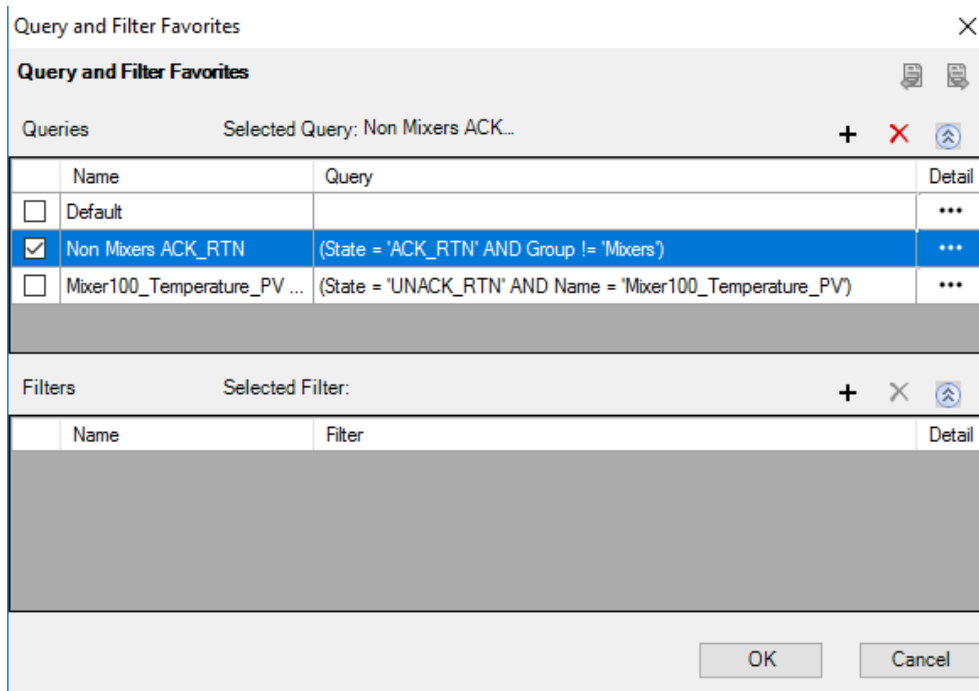 Query and Filter Favorites
Query and Filter Favorites
Queries Selected Query: Non Mixers ACK...
Name Query Detail
Default ...
Non Mixers ACK_RTN (State = 'ACK_RTN' AND Group != 'Mixers') ...
Mixer100_Temperature_PV ... (State = 'UNACK_RTN' AND Name = 'Mixer100_Temperature_PV') ...
Filters Selected Filter:
Name Filter Detail
OK Cancel